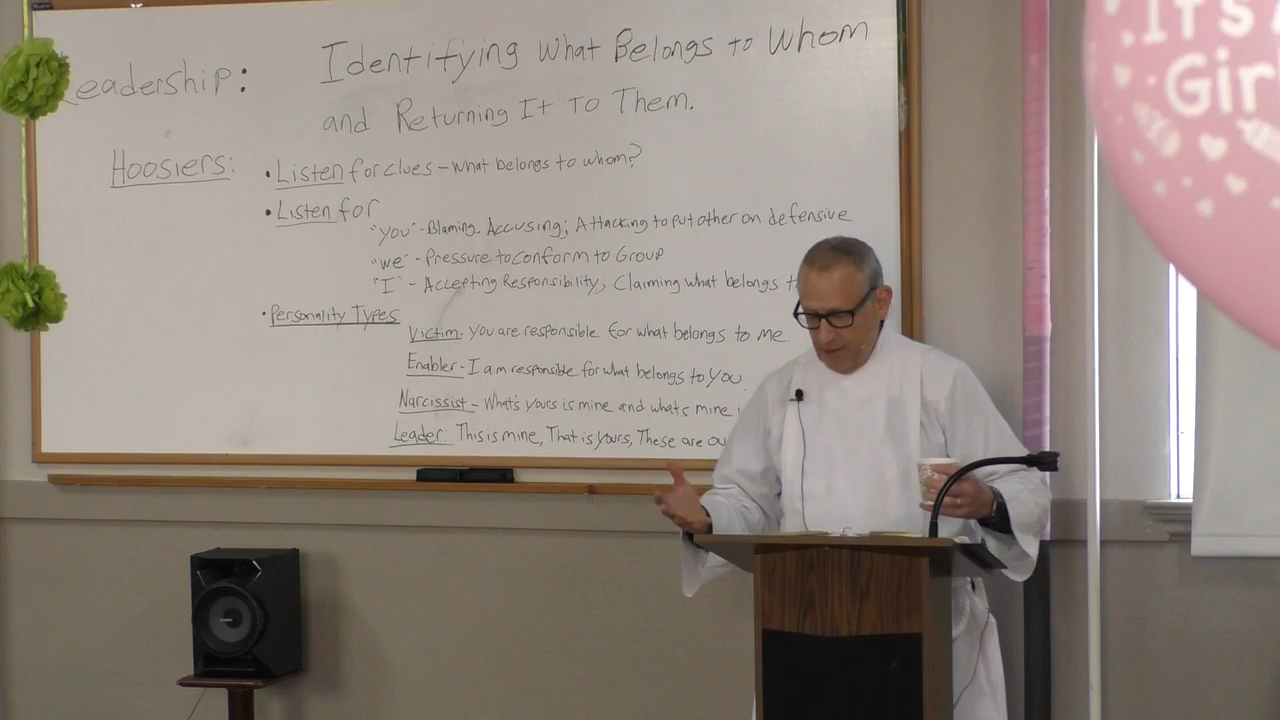 Leadership: Identifying What Belongs to Whom
and Returning It To Them.
Hoosiers: • Listen for clues - what belongs to whom?
• Listen for
"you" - Blaming: Accusing; Attacking to put other on defensive
"we" - Pressure to conform to Group
"I" - Accepting Responsibility; Claiming what belongs
• Personality Types
Victim - You are responsible for what belongs to me
Enabler - I am responsible for what belongs to you.
Narcissist - What's yours is mine and what's mine
Leader: This is mine, That is yours, These are
It's
Girl